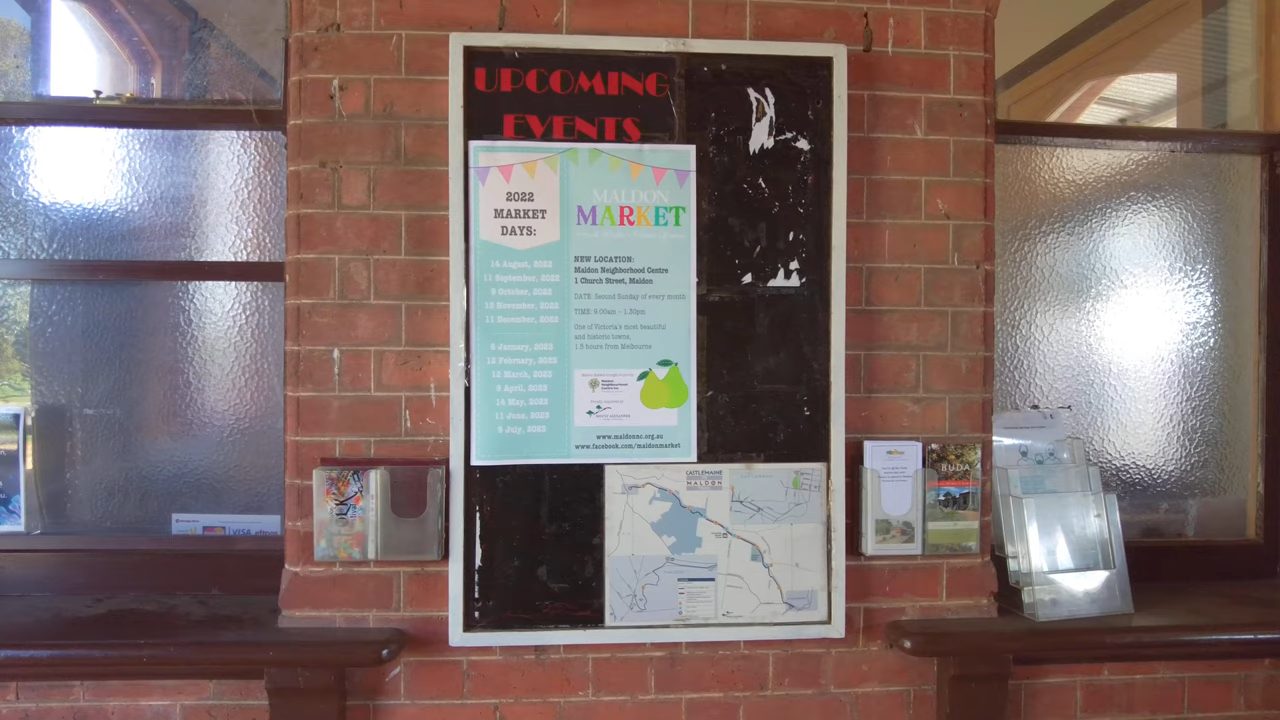 UPCOMING
EVENTS
2022
MARKET
DAYS:
14 August, 2022
11 September, 2022
9 October, 2022
13 November, 2022
11 December, 2022
8 January, 2023
12 February, 2023
12 March, 2023
9 April, 2023
14 May, 2023
11 June, 2023
9 July, 2023
MALDON
MARKET
NEW LOCATION:
Maldon Neighborhood Centre
1 Church Street, Maldon
DATE: Second Sunday of every month
TIME: 9.00am - 1.30pm
One of Victoria's most beautiful
and historic towns,
1.5 hours from Melbourne
www.maldonnc.org.au
www.facebook.com/maldonmarket
CASTLEMAINE
MALDON
BUDA
VISA